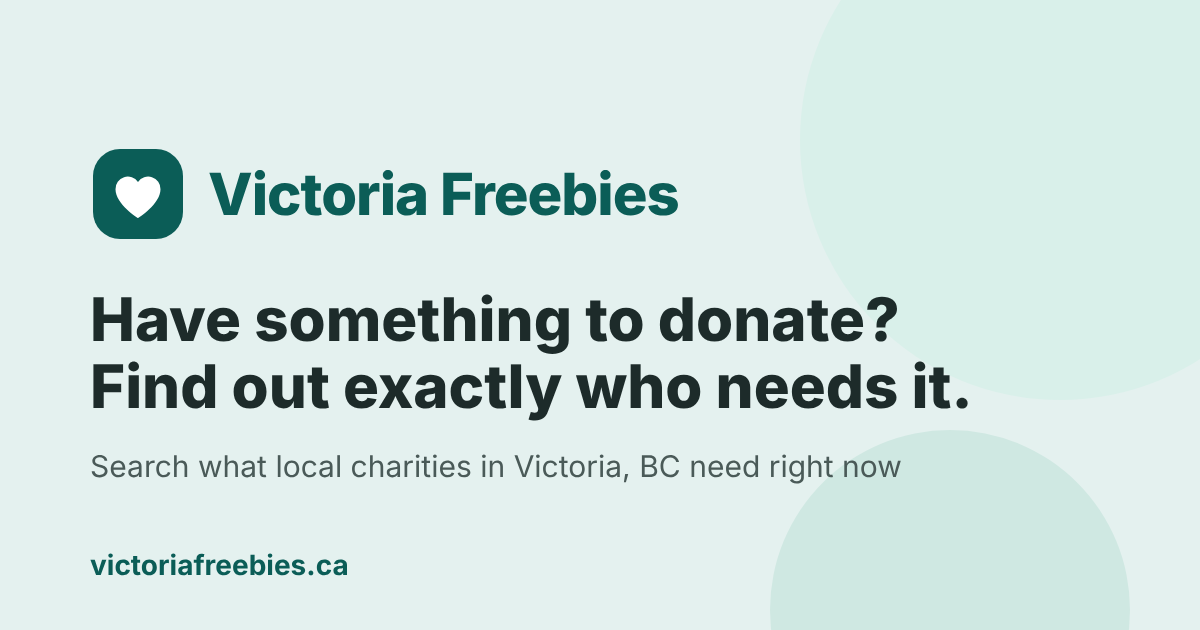 Victoria Freebies
Have something to donate?
Find out exactly who needs it.
Search what local charities in Victoria, BC need right now
victoriafreebies.ca